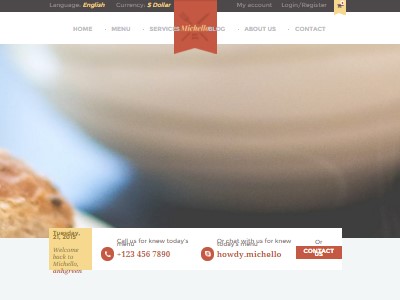 Language: English Currency: $ Dollar My account Login/Register
HOME MENU SERVICES Michello BLOG ABOUT US CONTACT
Tuesday,
21, 2015
Welcome
back to
Michello,
anhgreen
Call us for knew today's
menu
+123 456 7890
Or chat with us for knew
today's menu
howdy.michello
Or
CONTACT
US